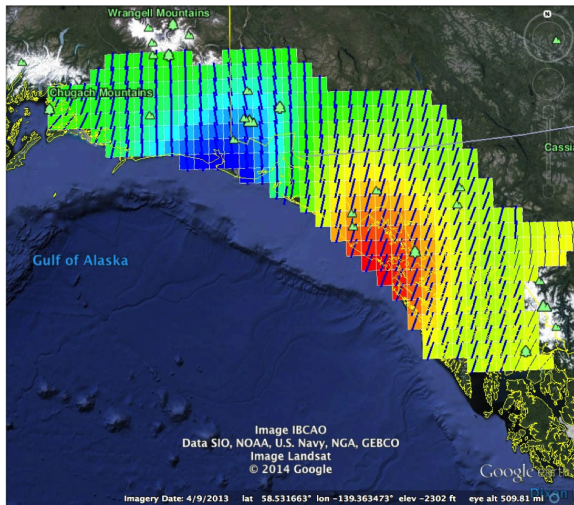 Wrangell Mountains
N
Chugach Mountains
Cassia
Gulf of Alaska
Image IBCAO
Data SIO, NOAA, U.S. Navy, NGA, GEBCO
Image Landsat
© 2014 Google
Google earth
Dixon
Imagery Date: 4/9/2013 lat 58.531663° lon -139.363473° elev -2302 ft eye alt 509.81 mi